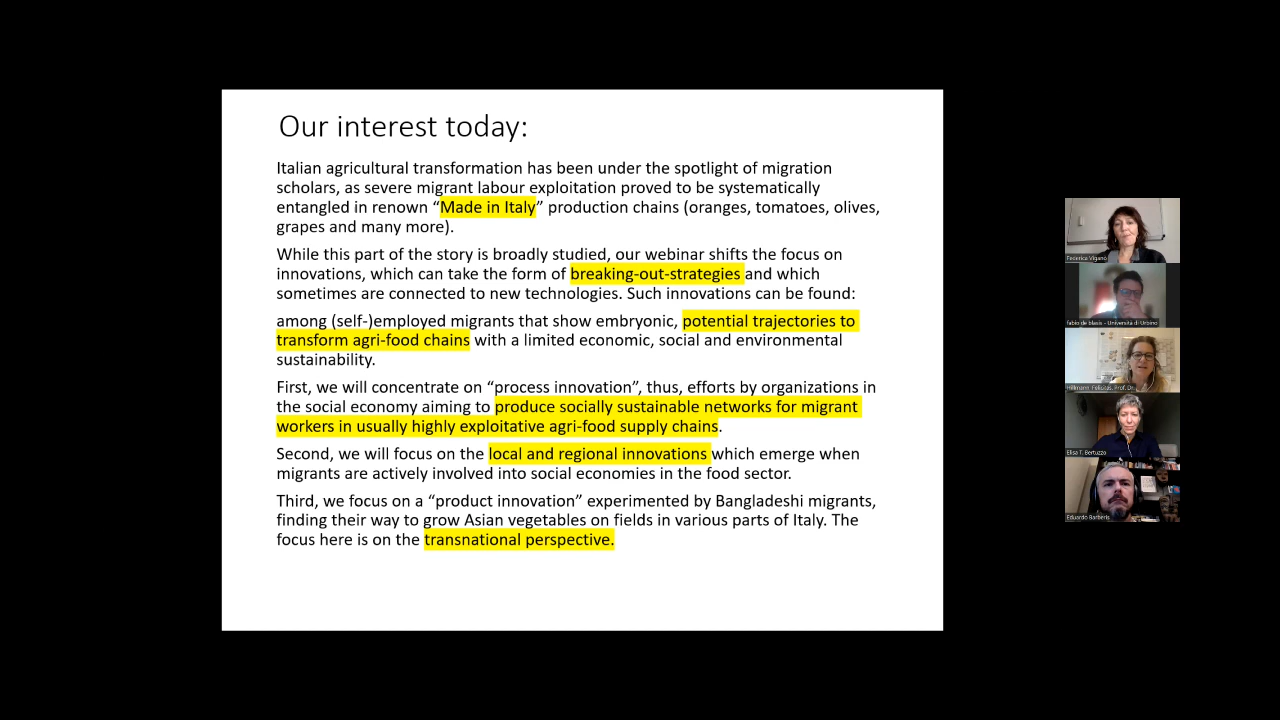 Our interest today:
Italian agricultural transformation has been under the spotlight of migration
scholars, as severe migrant labour exploitation proved to be systematically
entangled in renown “Made in Italy” production chains (oranges, tomatoes, olives,
grapes and many more).
While this part of the story is broadly studied, our webinar shifts the focus on
innovations, which can take the form of breaking-out-strategies and which
sometimes are connected to new technologies. Such innovations can be found:
among (self-)employed migrants that show embryonic, potential trajectories to
transform agri-food chains with a limited economic, social and environmental
sustainability.
First, we will concentrate on “process innovation”, thus, efforts by organizations in
the social economy aiming to produce socially sustainable networks for migrant
workers in usually highly exploitative agri-food supply chains.
Second, we will focus on the local and regional innovations which emerge when
migrants are actively involved into social economies in the food sector.
Third, we focus on a “product innovation” experimented by Bangladeshi migrants,
finding their way to grow Asian vegetables on fields in various parts of Italy. The
focus here is on the transnational perspective.
Federica Viganò
fabio de blasis - Università di Urbino
Hillmann, Felicitas, Prof. Dr.
Elisa T. Bertuzzo
Eduardo Barberis